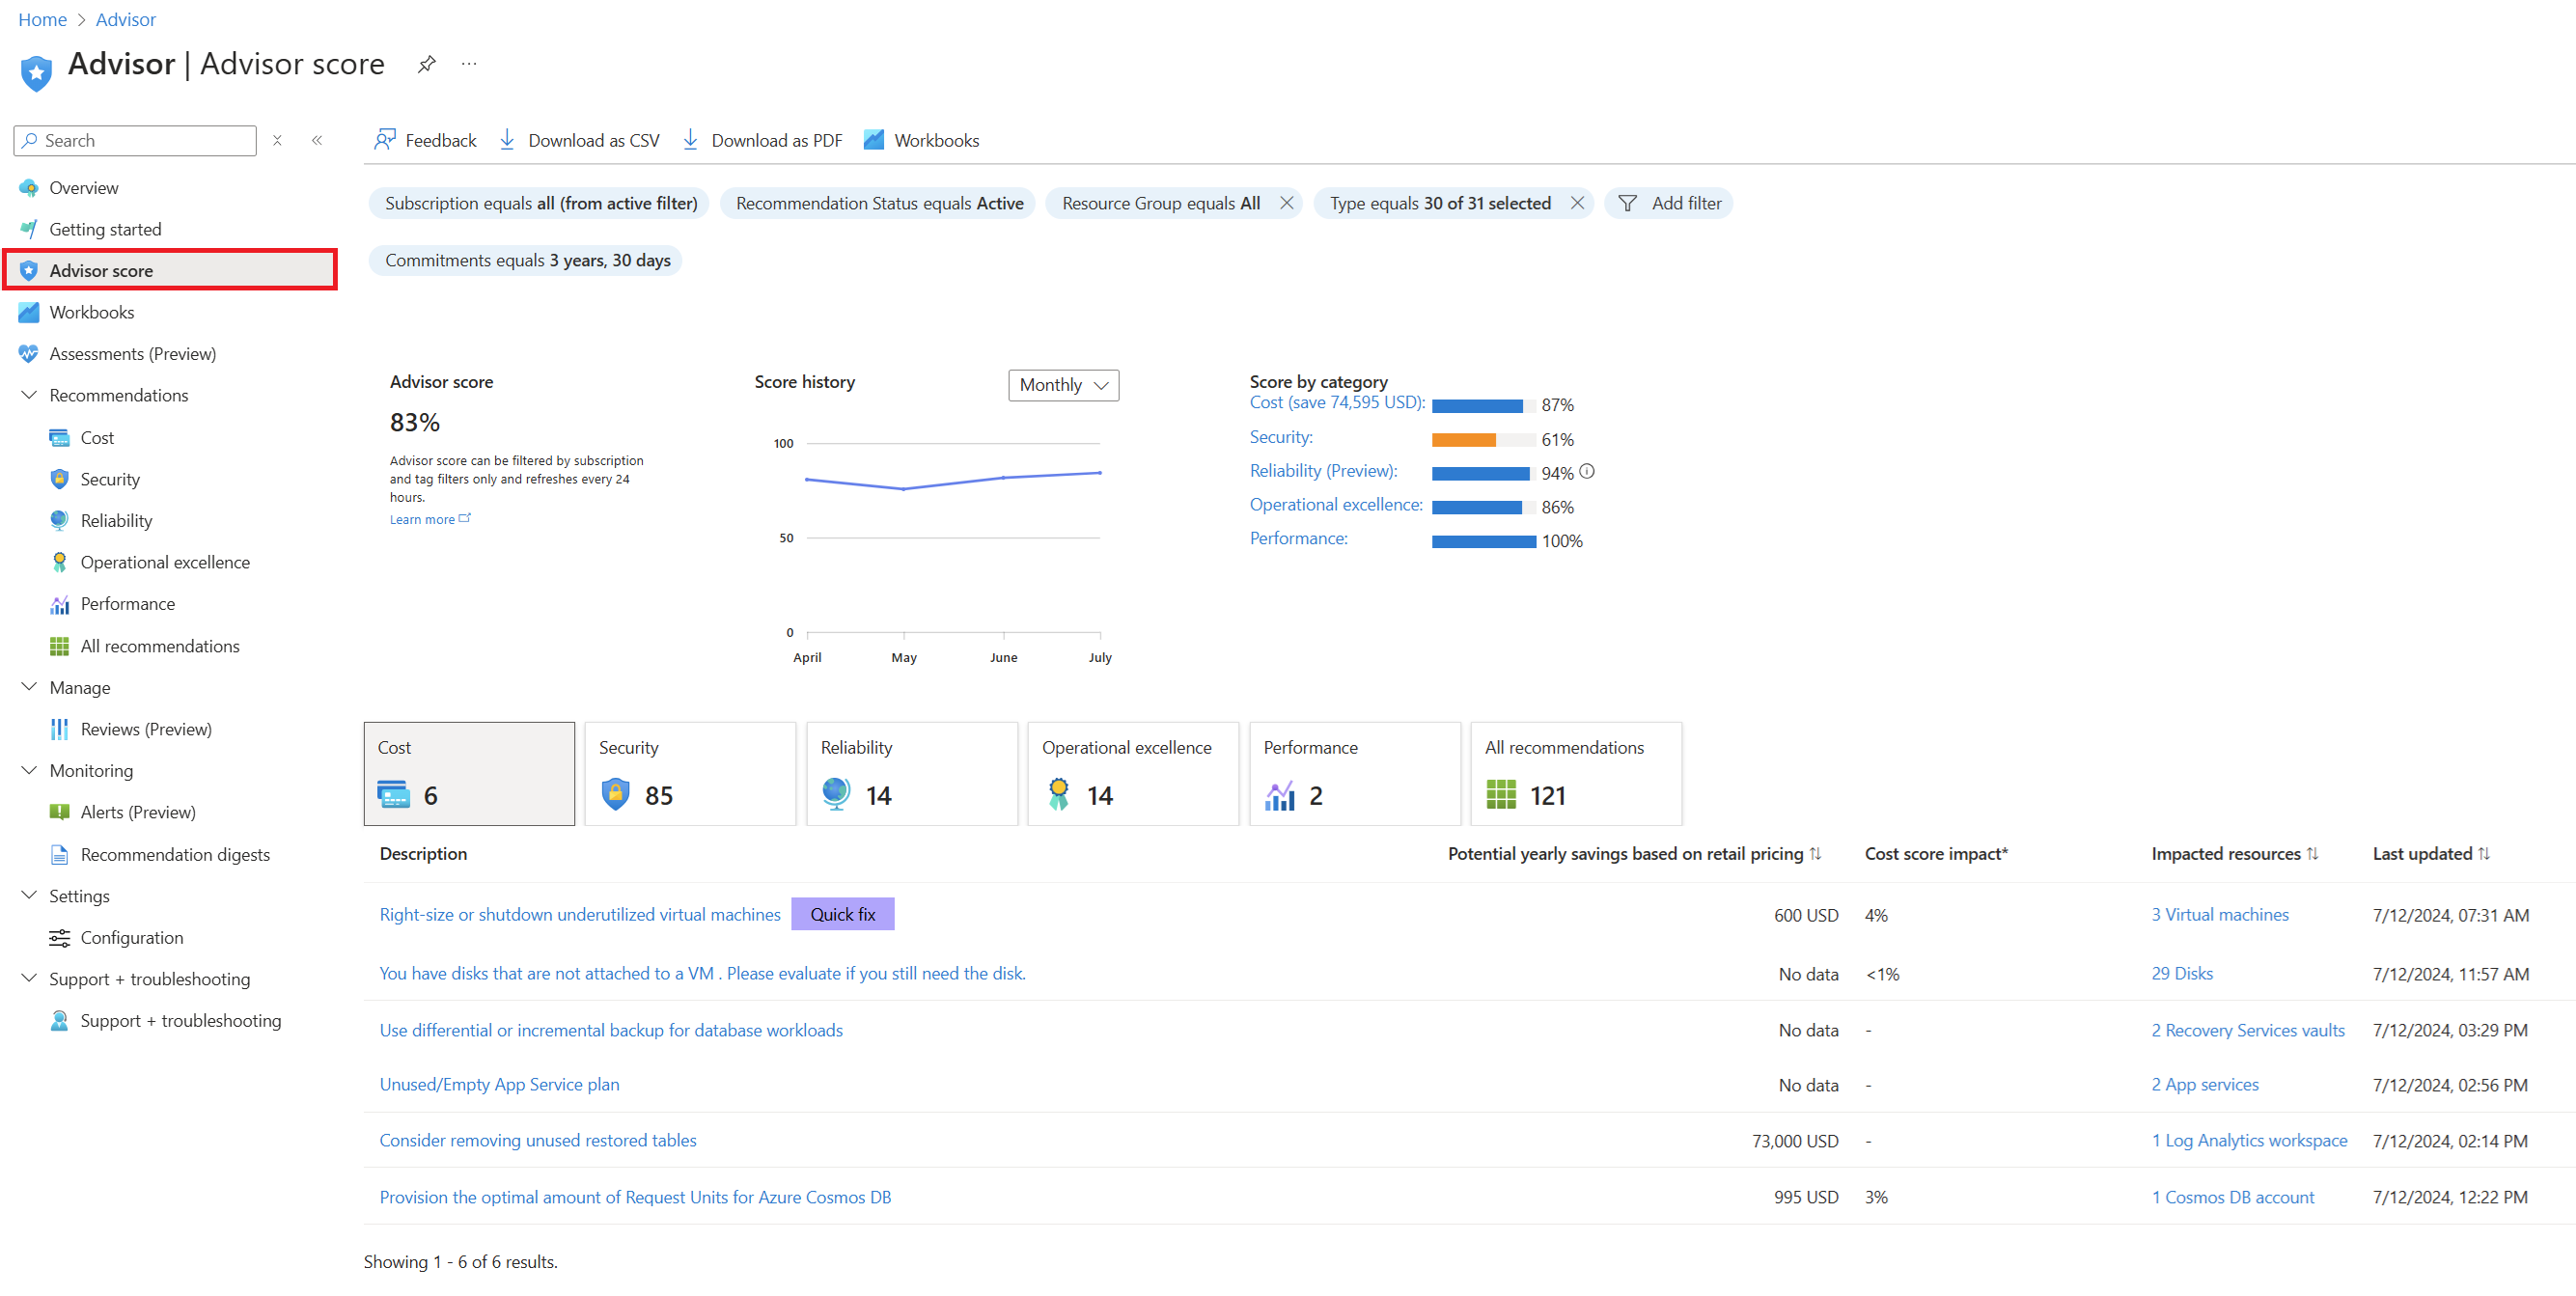 Home > Advisor
Advisor | Advisor score ...
Search
Overview
Getting started
Advisor score
Workbooks
Assessments (Preview)
Recommendations
Cost
Security
Reliability
Operational excellence
Performance
All recommendations
Manage
Reviews (Preview)
Monitoring
Alerts (Preview)
Recommendation digests
Settings
Configuration
Support + troubleshooting
Support + troubleshooting
Feedback Download as CSV Download as PDF Workbooks
Subscription equals all (from active filter) Recommendation Status equals Active Resource Group equals All Type equals 30 of 31 selected Add filter
Commitments equals 3 years, 30 days
Advisor score
83%
Advisor score can be filtered by subscription
and tag filters only and refreshes every 24
hours.
Learn more
Score history Monthly
100
50
0
April May June July
Score by category
Cost (save 74,595 USD): 87%
Security: 61%
Reliability (Preview): 94%
Operational excellence: 86%
Performance: 100%
Cost 6
Security 85
Reliability 14
Operational excellence 14
Performance 2
All recommendations 121
Description Potential yearly savings based on retail pricing Cost score impact* Impacted resources Last updated
Right-size or shutdown underutilized virtual machines Quick fix 600 USD 4% 3 Virtual machines 7/12/2024, 07:31 AM
You have disks that are not attached to a VM . Please evaluate if you still need the disk. No data <1% 29 Disks 7/12/2024, 11:57 AM
Use differential or incremental backup for database workloads No data - 2 Recovery Services vaults 7/12/2024, 03:29 PM
Unused/Empty App Service plan No data - 2 App services 7/12/2024, 02:56 PM
Consider removing unused restored tables 73,000 USD - 1 Log Analytics workspace 7/12/2024, 02:14 PM
Provision the optimal amount of Request Units for Azure Cosmos DB 995 USD 3% 1 Cosmos DB account 7/12/2024, 12:22 PM
Showing 1 - 6 of 6 results.